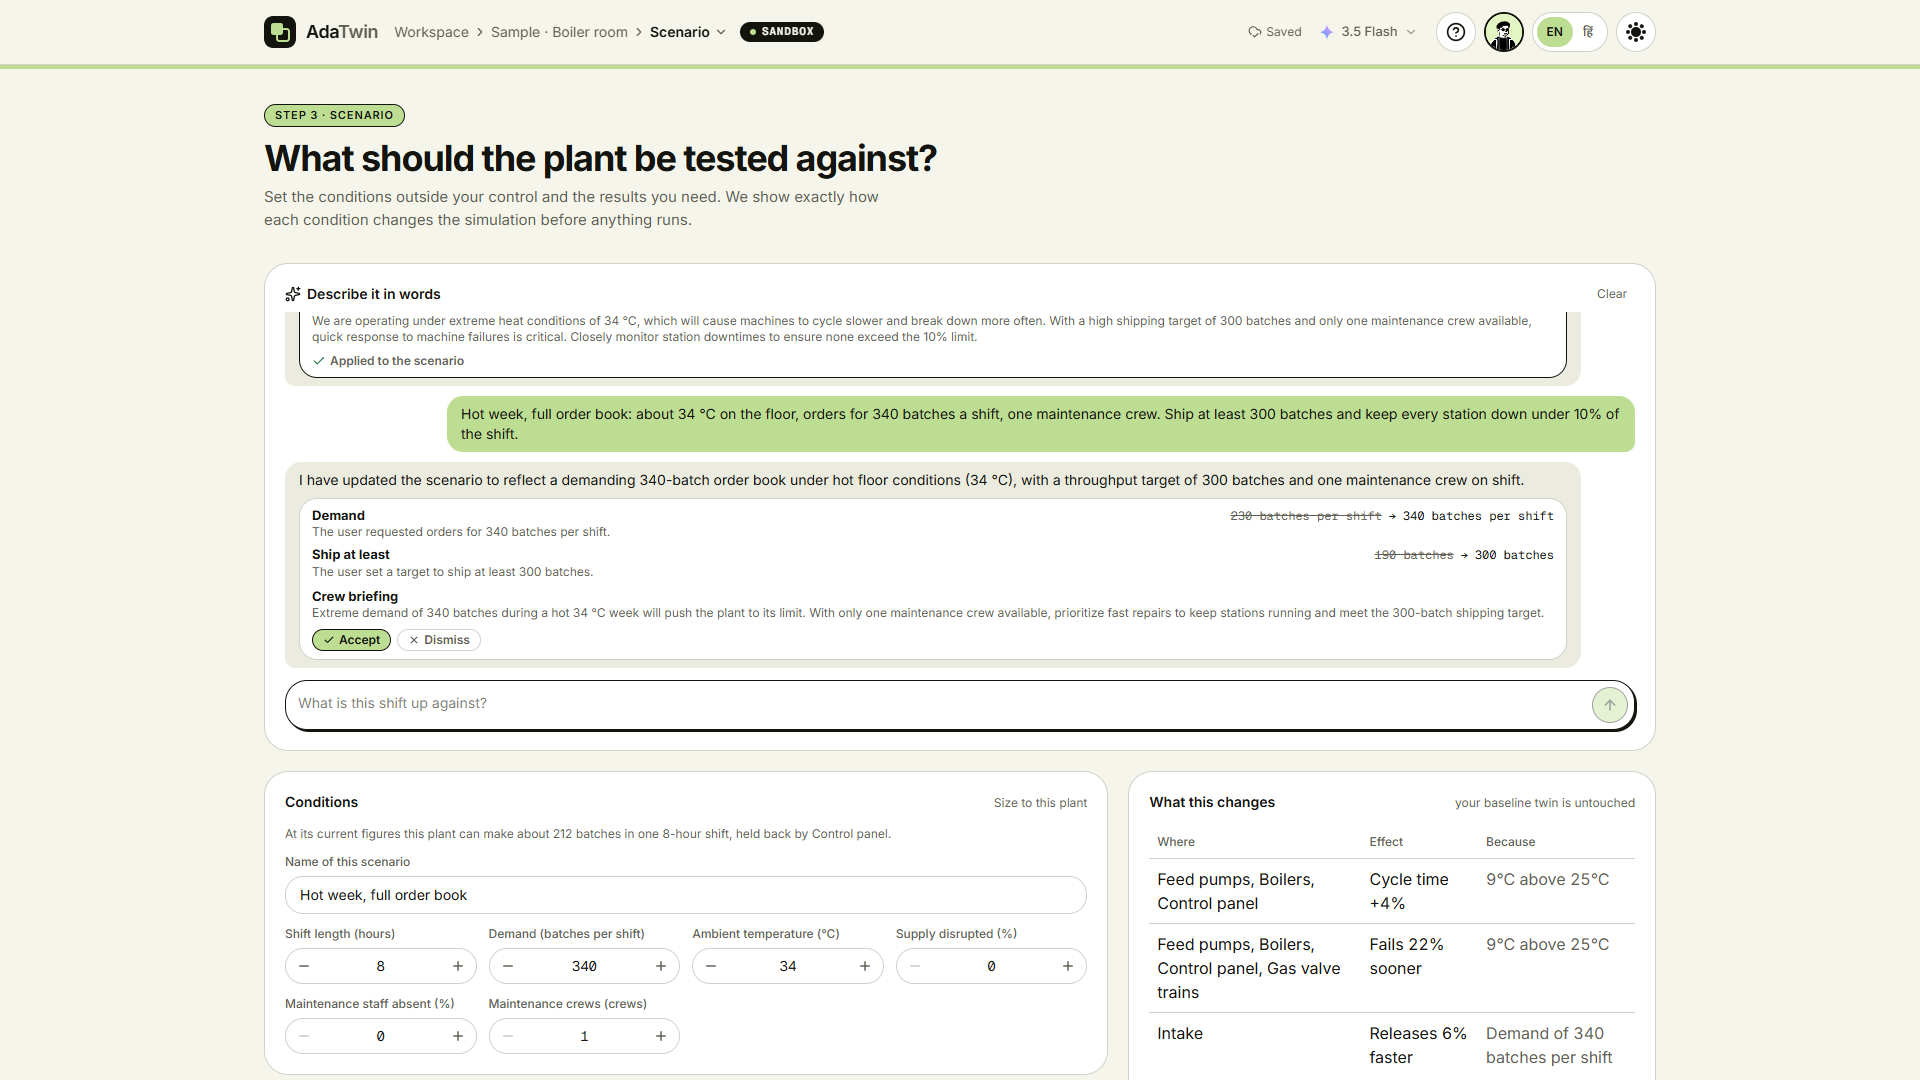 AdaTwin Workspace > Sample · Boiler room > Scenario SANDBOX Saved 3.5 Flash EN हिं
STEP 3 · SCENARIO
What should the plant be tested against?
Set the conditions outside your control and the results you need. We show exactly how
each condition changes the simulation before anything runs.
Describe it in words Clear
We are operating under extreme heat conditions of 34 °C, which will cause machines to cycle slower and break down more often. With a high shipping target of 300 batches and only one maintenance crew available,
quick response to machine failures is critical. Closely monitor station downtimes to ensure none exceed the 10% limit.
Applied to the scenario
Hot week, full order book: about 34 °C on the floor, orders for 340 batches a shift, one maintenance crew. Ship at least 300 batches and keep every station down under 10% of
the shift.
I have updated the scenario to reflect a demanding 340-batch order book under hot floor conditions (34 °C), with a throughput target of 300 batches and one maintenance crew on shift.
Demand 230 batches per shift → 340 batches per shift
The user requested orders for 340 batches per shift.
Ship at least 190 batches → 300 batches
The user set a target to ship at least 300 batches.
Crew briefing
Extreme demand of 340 batches during a hot 34 °C week will push the plant to its limit. With only one maintenance crew available, prioritize fast repairs to keep stations running and meet the 300-batch shipping target.
Accept Dismiss
What is this shift up against?
Conditions Size to this plant
At its current figures this plant can make about 212 batches in one 8-hour shift, held back by Control panel.
Name of this scenario
Hot week, full order book
Shift length (hours) Demand (batches per shift) Ambient temperature (°C) Supply disrupted (%)
− 8 + − 340 + − 34 + − 0 +
Maintenance staff absent (%) Maintenance crews (crews)
− 0 + − 1 +
What this changes your baseline twin is untouched
Where Effect Because
Feed pumps, Boilers, Cycle time 9°C above 25°C
Control panel +4%
Feed pumps, Boilers, Fails 22% 9°C above 25°C
Control panel, Gas valve sooner
trains
Intake Releases 6% Demand of 340
faster batches per shift